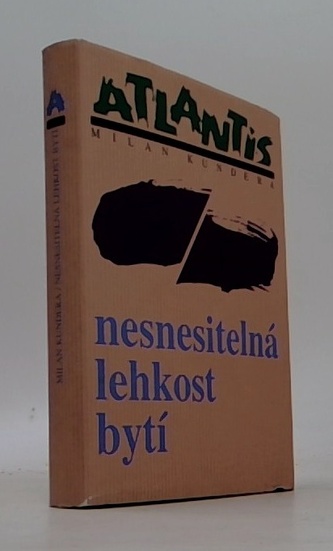 ATLANTIS
MILAN KUNDERA
nesnesitelná
lehkost
bytí
A
MILAN KUNDERA / NESNESITELNÁ LEHKOST BYTÍ